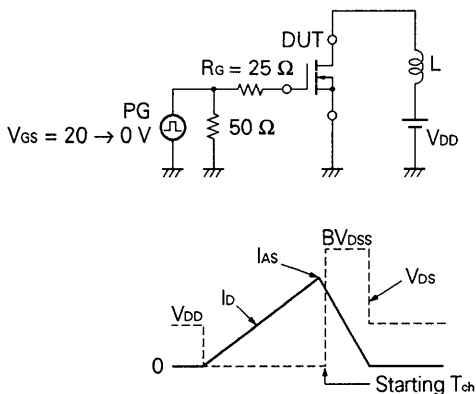 DUT
RG = 25 Ω
L
PG
50 Ω
VGS = 20 → 0 V
VDD
BVDSS
IAS
ID
VDS
VDD
0
Starting Tch